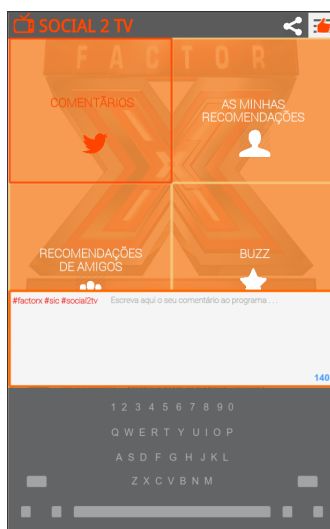 SOCIAL 2 TV
FACTOR
COMENTÁRIOS
AS MINHAS
RECOMENDAÇÕES
RECOMENDAÇÕES
DE AMIGOS
BUZZ
#factorx #sic #social2tv Escreva aqui o seu comentário ao programa . . .
140
1 2 3 4 5 6 7 8 9 0
Q W E R T Y U I O P
A S D F G H J K L
Z X C V B N M